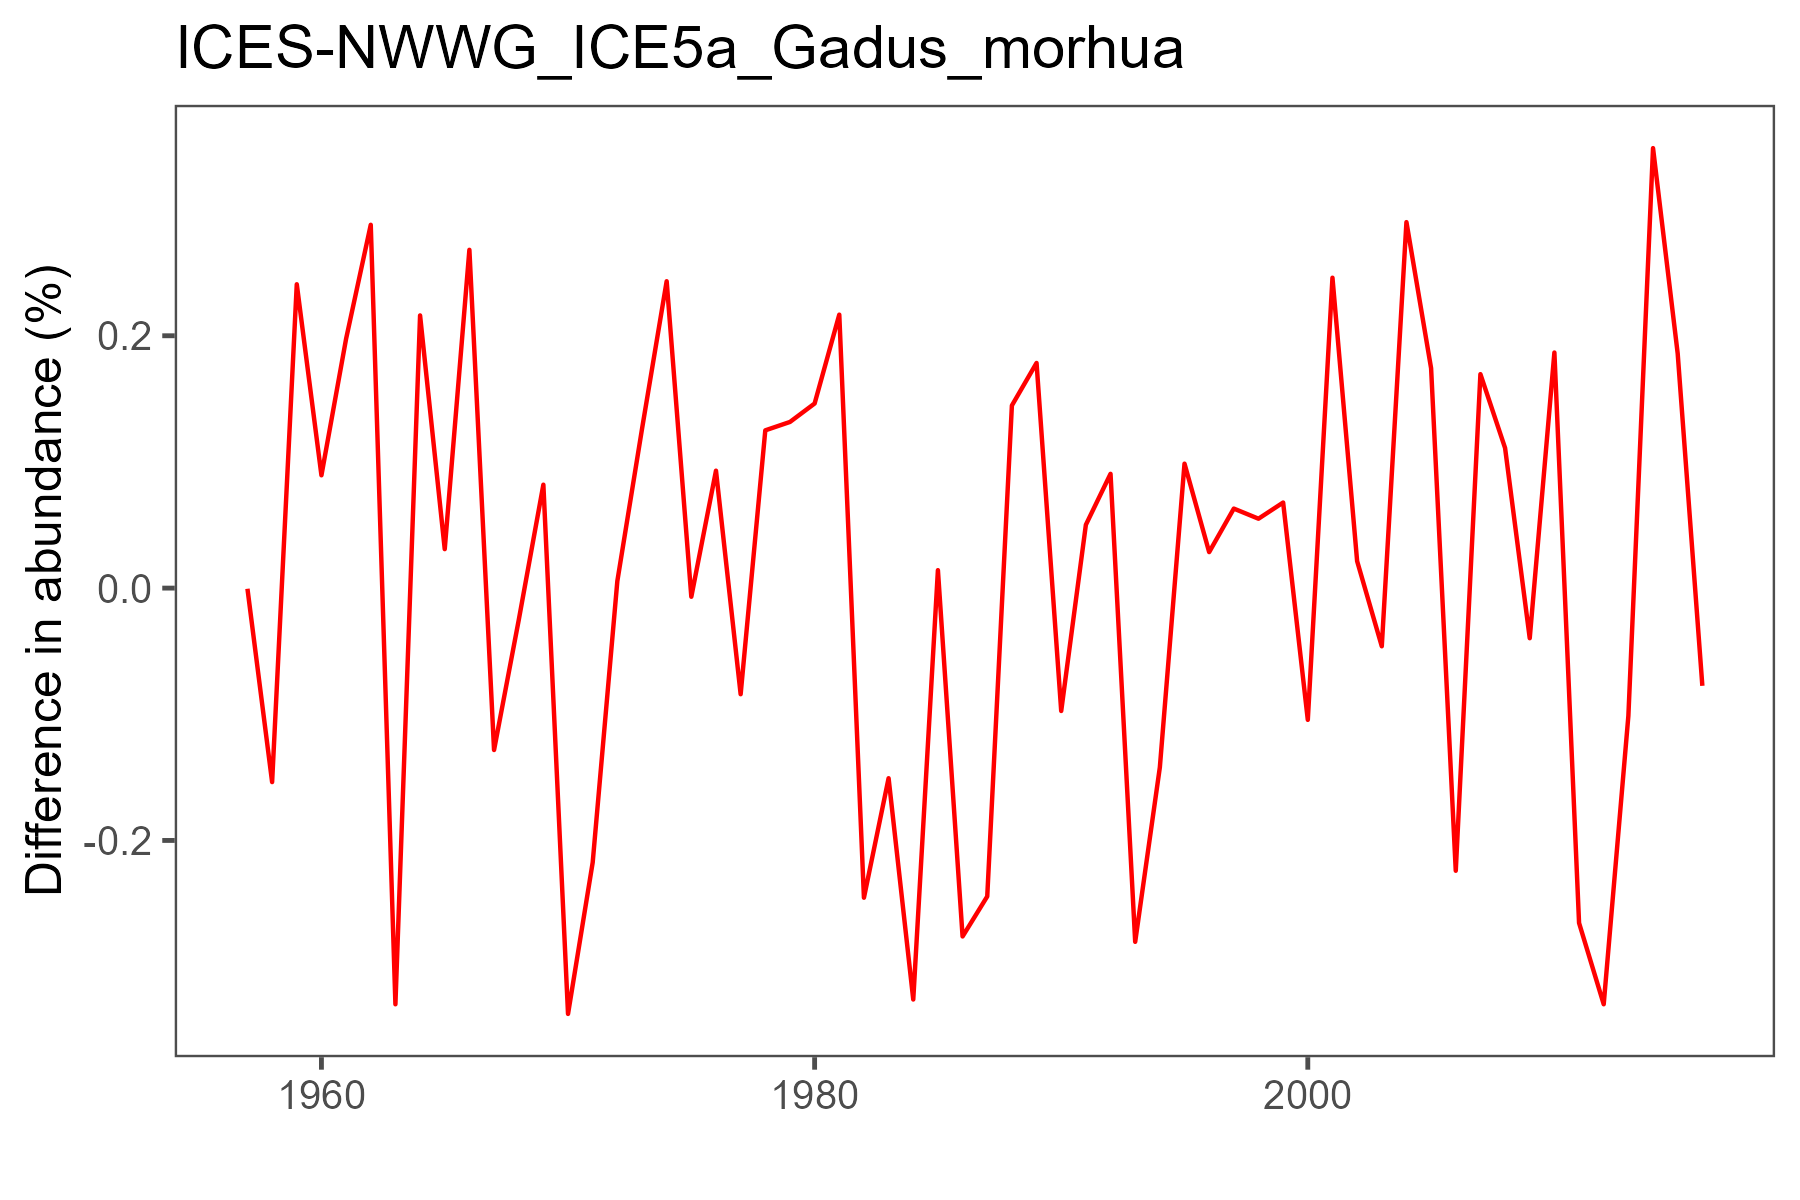 ICES-NWWG_ICE5a_Gadus_morhua
Difference in abundance (%)
0.2
0.0
-0.2
1960 1980 2000